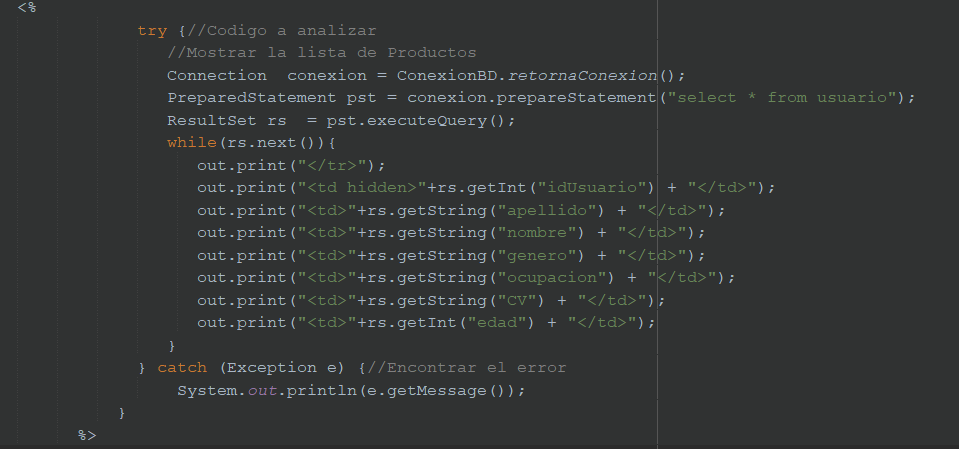 <%
try {//Codigo a analizar
//Mostrar la lista de Productos
Connection  conexion = ConexionBD.retornaConexion();
PreparedStatement pst = conexion.prepareStatement("select * from usuario");
ResultSet rs  = pst.executeQuery();
while(rs.next()){
out.print("</tr>");
out.print("<td hidden>"+rs.getInt("idUsuario") + "</td>");
out.print("<td>"+rs.getString("apellido") + "</td>");
out.print("<td>"+rs.getString("nombre") + "</td>");
out.print("<td>"+rs.getString("genero") + "</td>");
out.print("<td>"+rs.getString("ocupacion") + "</td>");
out.print("<td>"+rs.getString("CV") + "</td>");
out.print("<td>"+rs.getInt("edad") + "</td>");
}
} catch (Exception e) {//Encontrar el error
System.out.println(e.getMessage());
}
%>